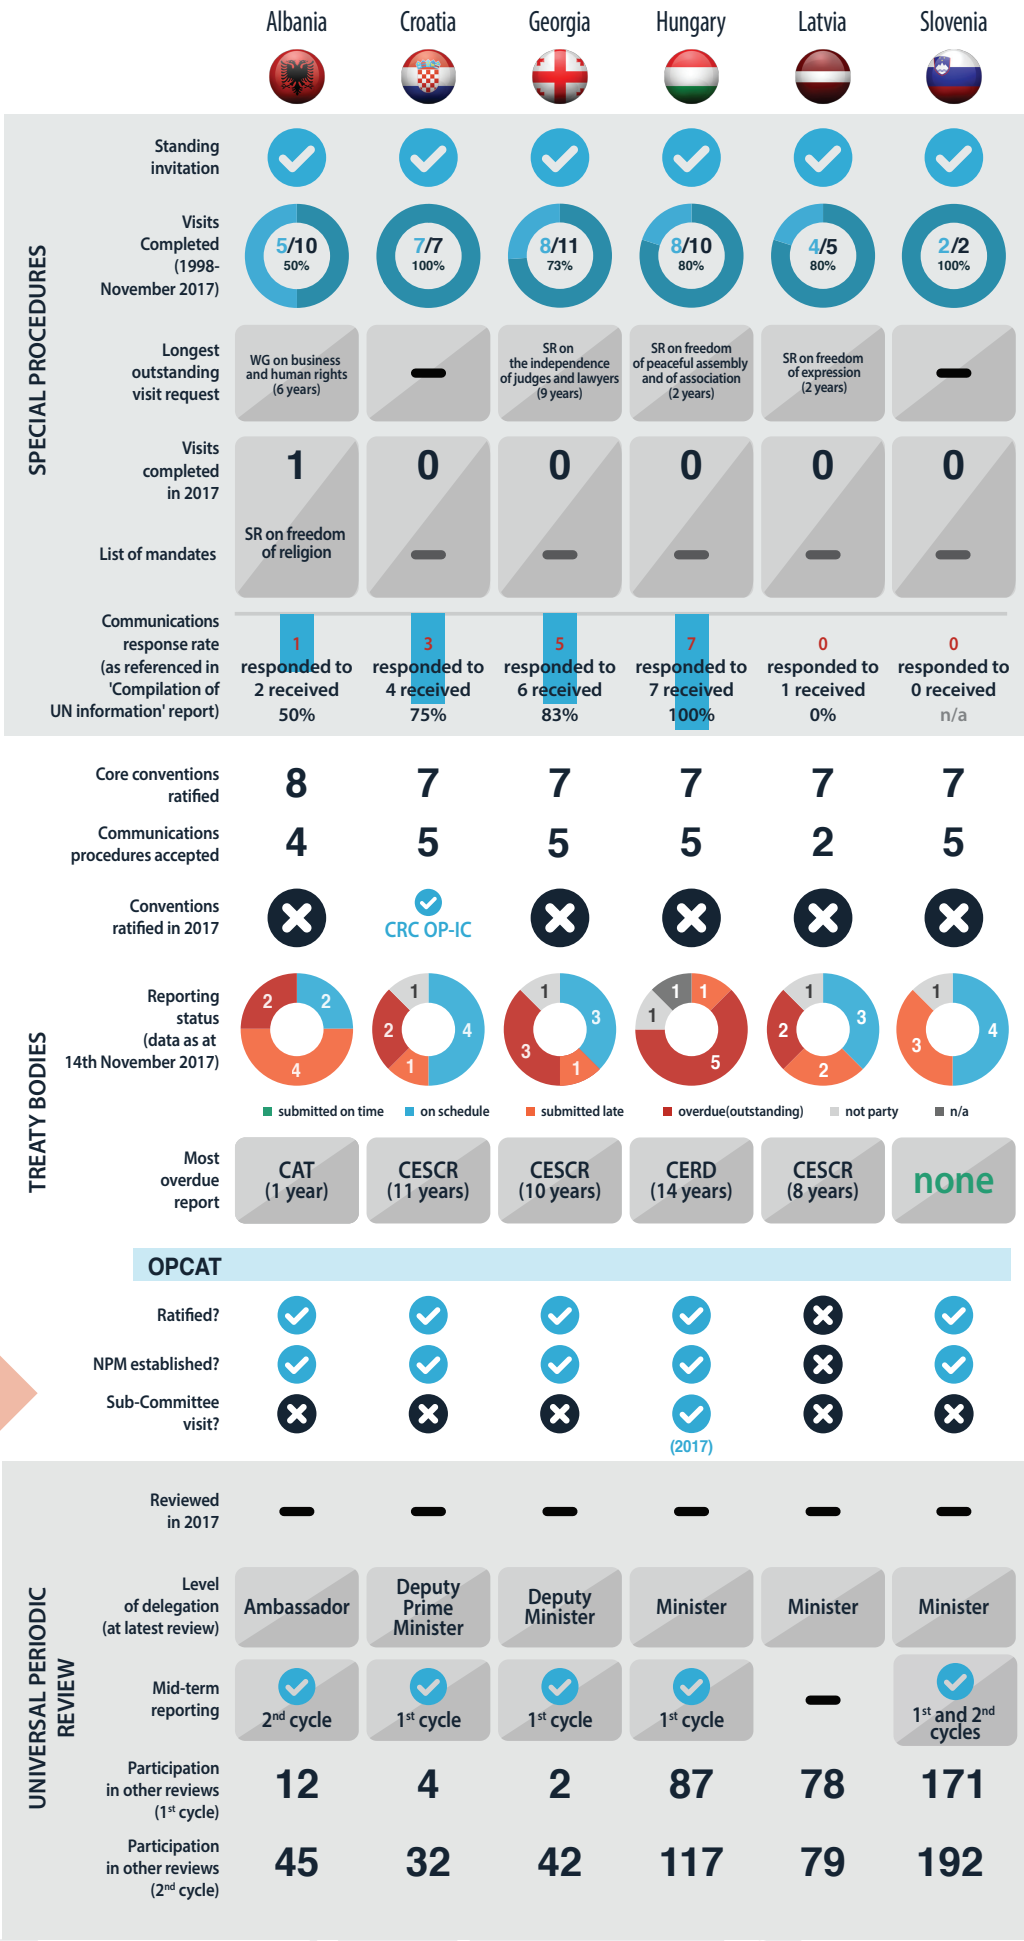 Albania Croatia Georgia Hungary Latvia Slovenia
SPECIAL PROCEDURES
Standing
invitation
Visits
Completed
(1998-
November 2017)
5/10
50%
7/7
100%
8/11
73%
8/10
80%
4/5
80%
2/2
100%
Longest
outstanding
visit request
WG on business
and human rights
(6 years)
SR on
the independence
of judges and lawyers
(9 years)
SR on freedom
of peaceful assembly
and of association
(2 years)
SR on freedom
of expression
(2 years)
Visits
completed
in 2017
1 0 0 0 0 0
List of mandates
SR on freedom
of religion
Communications
response rate
(as referenced in
'Compilation of
UN information' report)
1
responded to
2 received
50%
3
responded to
4 received
75%
5
responded to
6 received
83%
7
responded to
7 received
100%
0
responded to
1 received
0%
0
responded to
0 received
n/a
TREATY BODIES
Core conventions
ratified
8 7 7 7 7 7
Communications
procedures accepted
4 5 5 5 2 5
Conventions
ratified in 2017
CRC OP-IC
Reporting
status
(data as at
14th November 2017)
2 2 4
1 4 2 1
1 3 3 1
1 1 1 5
1 3 2 2
1 4 3
submitted on time on schedule submitted late overdue(outstanding) not party n/a
Most
overdue
report
CAT
(1 year)
CESCR
(11 years)
CESCR
(10 years)
CERD
(14 years)
CESCR
(8 years)
none
OPCAT
Ratified?
NPM established?
Sub-Committee
visit?
(2017)
UNIVERSAL PERIODIC
REVIEW
Reviewed
in 2017
Level
of delegation
(at latest review)
Ambassador
Deputy
Prime
Minister
Deputy
Minister
Minister
Minister
Minister
Mid-term
reporting
2nd cycle
1st cycle
1st cycle
1st cycle
1st and 2nd
cycles
Participation
in other reviews
(1st cycle)
12 4 2 87 78 171
Participation
in other reviews
(2nd cycle)
45 32 42 117 79 192